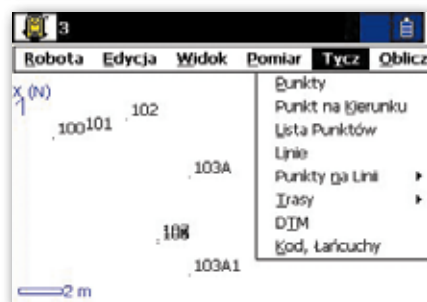 3
Robota Edycja Widok Pomiar Tycz Oblicz
Punkty
Punkt na Kierunku
Lista Punktów
Linie
Punkty na Linii
Trasy
DTM
Kod, Łańcuchy
X (N)
102
100 101
103A
103A1
2 m